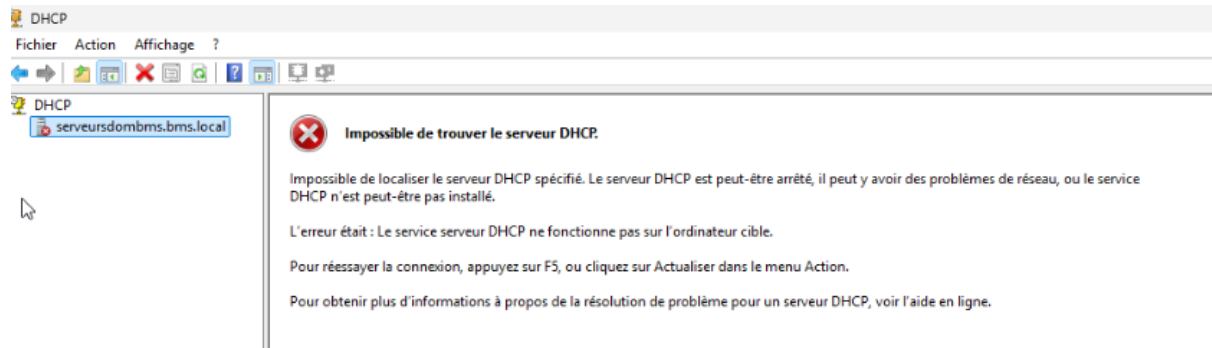 DHCP
Fichier Action Affichage ?
DHCP
serveursdombms.bms.local
Impossible de trouver le serveur DHCP.
Impossible de localiser le serveur DHCP spécifié. Le serveur DHCP est peut-être arrêté, il peut y avoir des problèmes de réseau, ou le service
DHCP n'est peut-être pas installé.
L'erreur était : Le service serveur DHCP ne fonctionne pas sur l'ordinateur cible.
Pour réessayer la connexion, appuyez sur F5, ou cliquez sur Actualiser dans le menu Action.
Pour obtenir plus d'informations à propos de la résolution de problème pour un serveur DHCP, voir l'aide en ligne.